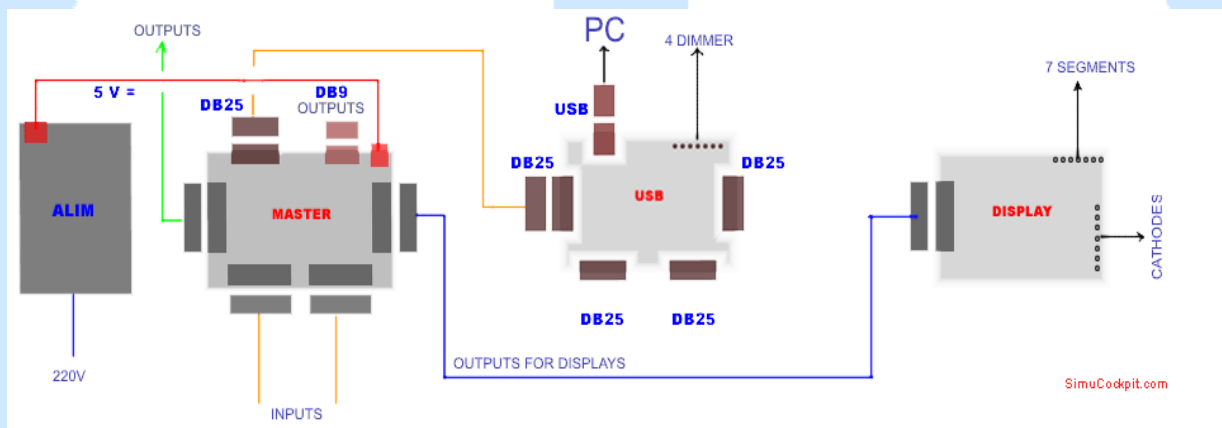 OUTPUTS
PC
4 DIMMER
7 SEGMENTS
5 V =
DB25
DB9
OUTPUTS
USB
DB25
DB25
ALIM
MASTER
USB
DISPLAY
CATHODES
DB25
DB25
OUTPUTS FOR DISPLAYS
220V
INPUTS
SimuCockpit.com